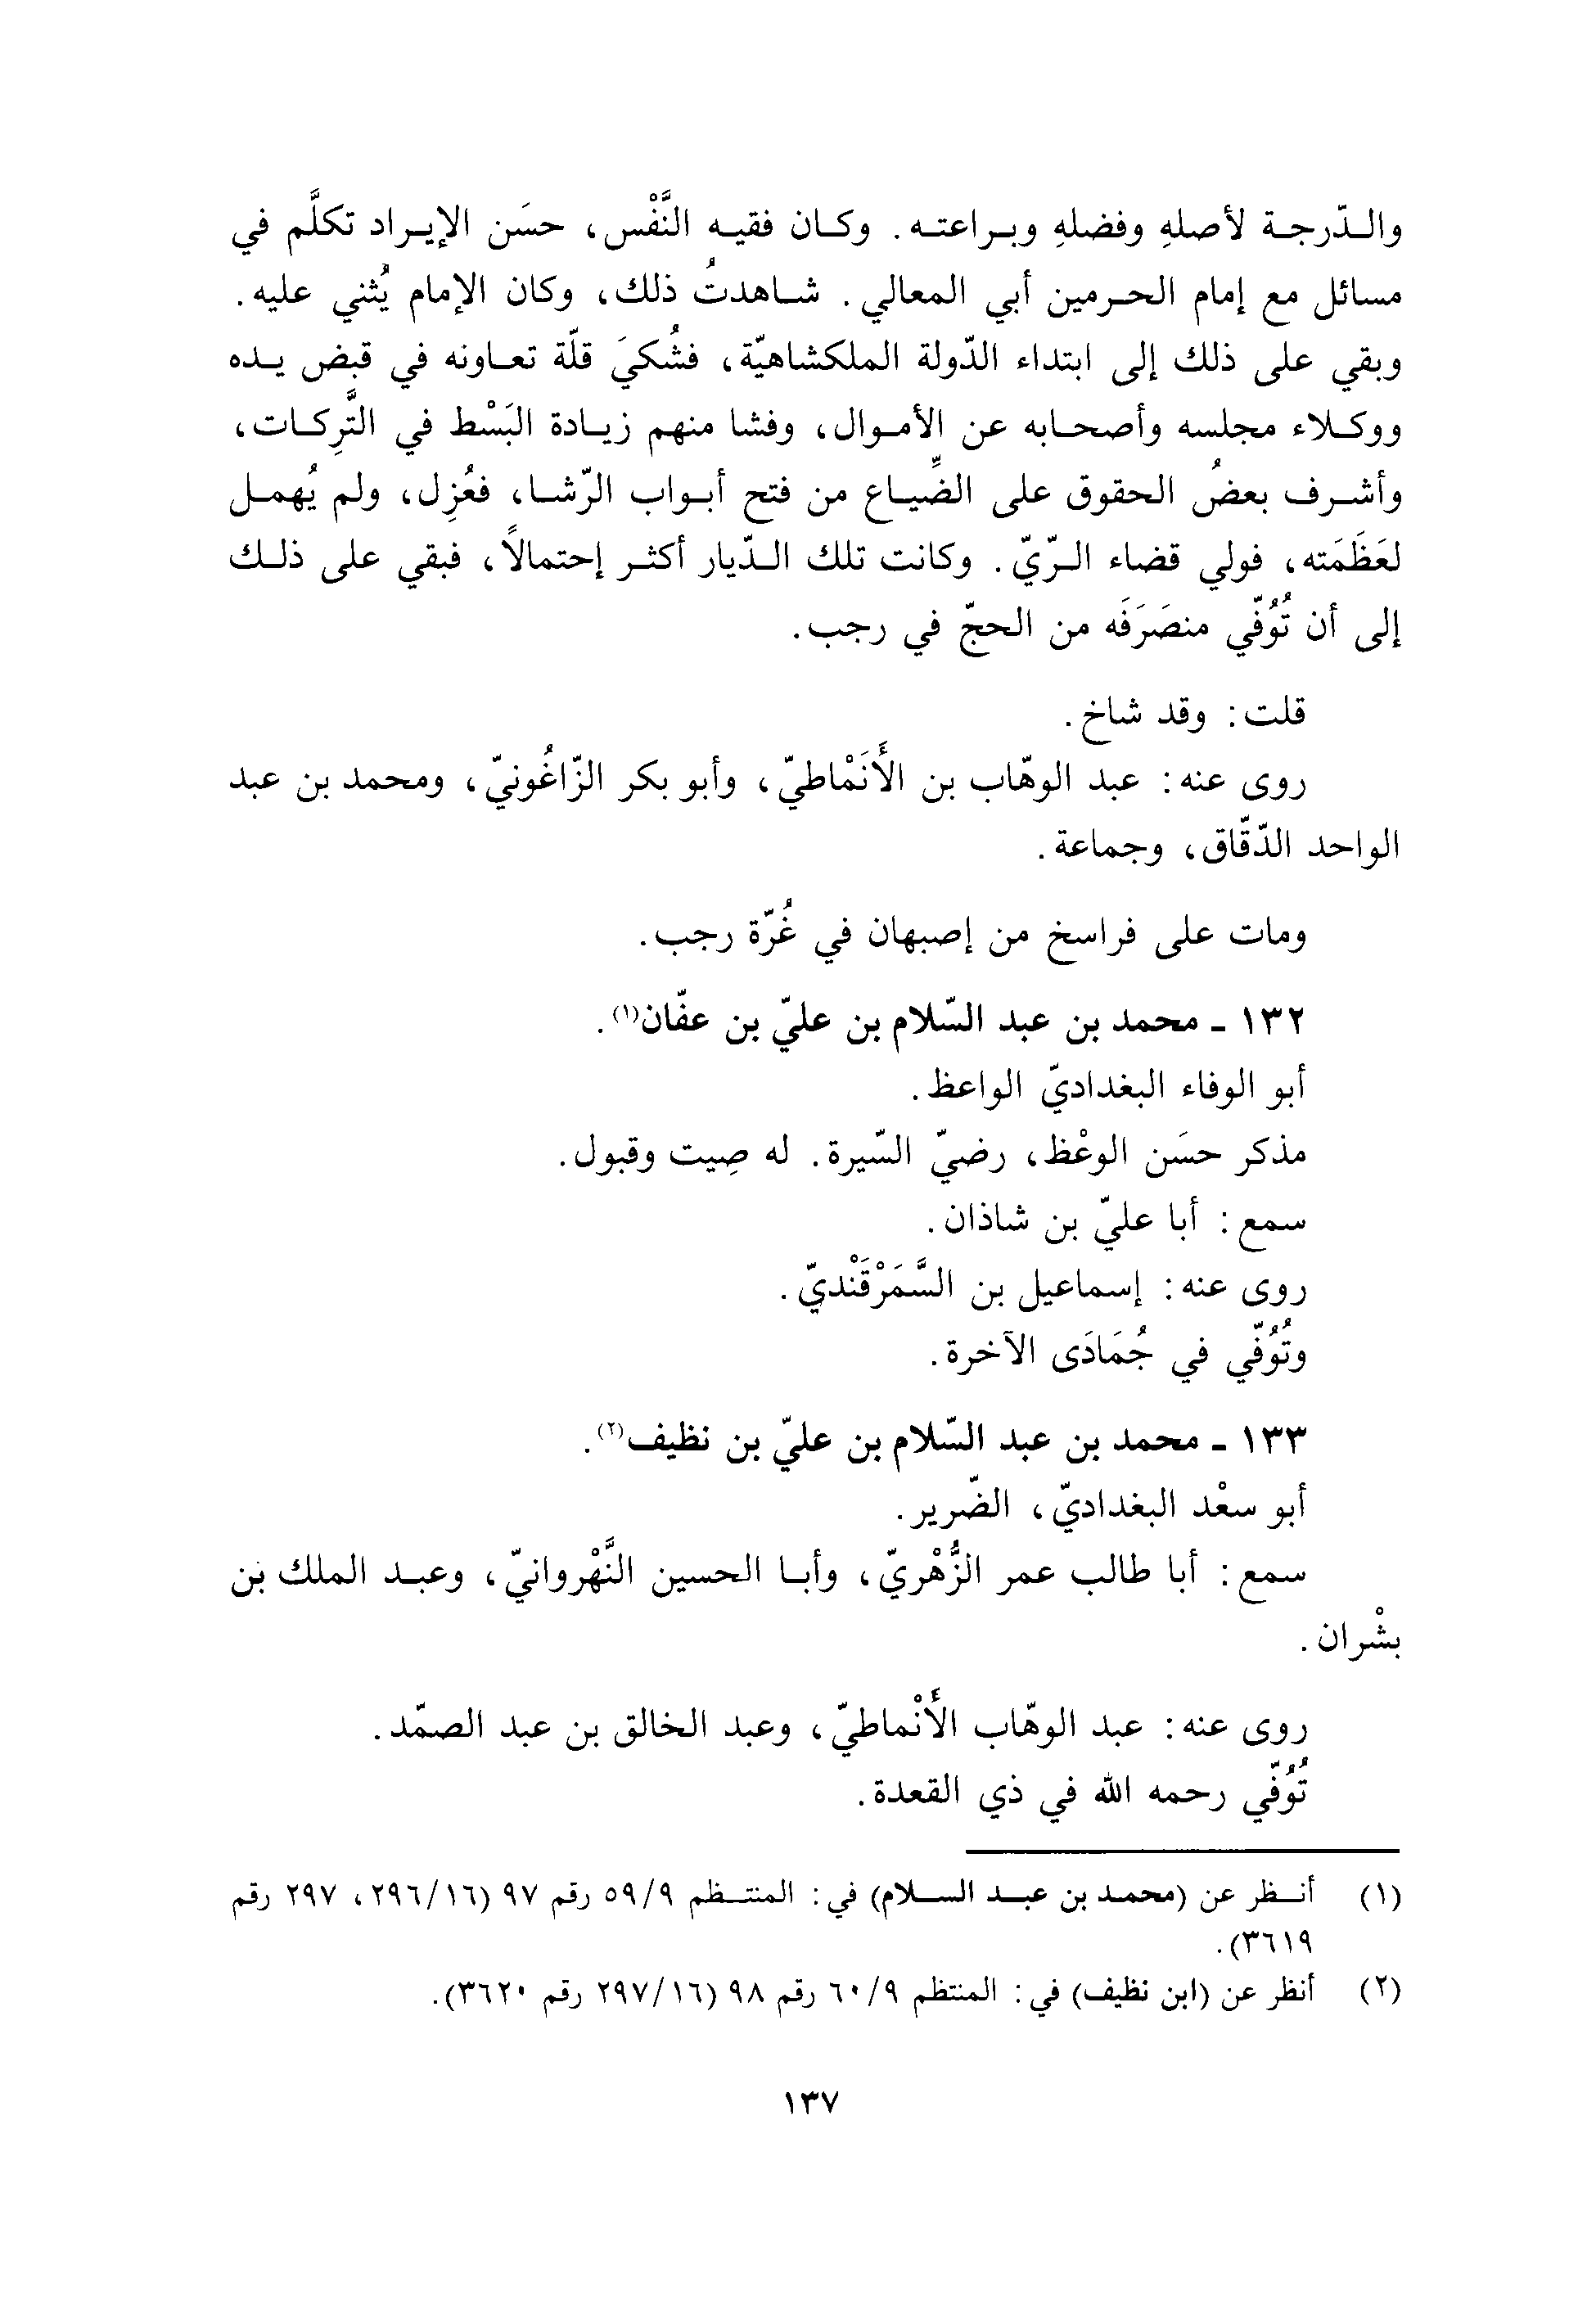 والدّرجة لأصلهِ وفضلهِ وبراعته. وكان فقيه النَّفْس، حسَن الإيراد تكلَّم في
مسائل مع إمام الحرمين أبي المعالي. شاهدتُ ذلك، وكان الإمام يُثني عليه.
وبقي على ذلك إلى ابتداء الدّولة الملكشاهيّة، فشُكيَ قلّة تعاونه في قبض يده
ووكلاء مجلسه وأصحابه عن الأموال، وفشا منهم زيادة البَسْط في التَّرِكات،
وأشرف بعضُ الحقوق على الضِّياع من فتح أبواب الرّشا، فعُزِل، ولم يُهمل
لعَظَمَته، فولي قضاء الرّيّ. وكانت تلك الدّيار أكثر إحتمالاً، فبقي على ذلك
إلى أن تُوُفّي منصَرَفَه من الحجّ في رجب.
قلت: وقد شاخ.
روى عنه: عبد الوهّاب بن الأَنَمْاطيّ، وأبو بكر الزّاغُونيّ، ومحمد بن عبد
الواحد الدّقّاق، وجماعة.
ومات على فراسخ من إصبهان في غُرّة رجب.
١٣٢ ـ محمد بن عبد السّلام بن عليّ بن عفّان(١).
أبو الوفاء البغداديّ الواعظ.
مذكر حسَن الوعْظ، رضيّ السّيرة. له صِيت وقبول.
سمع: أبا عليّ بن شاذان.
روى عنه: إسماعيل بن السَّمَرْقَنْديّ.
وتُوُفّي في جُمَادَى الآخرة.
١٣٣ ـ محمد بن عبد السّلام بن عليّ بن نظيف(٢).
أبو سعْد البغداديّ، الضّرير.
سمع: أبا طالب عمر الزُّهْريّ، وأبا الحسين النَّهْروانيّ، وعبد الملك بن
بشْران.
روى عنه: عبد الوهّاب الأَنْماطيّ، وعبد الخالق بن عبد الصمّد.
تُوُفّي رحمه الله في ذي القعدة.
(١) أنظر عن (محمد بن عبد السلام) في: المنتظم ٥٩/٩ رقم ٩٧ (٢٩٦/١٦، ٢٩٧ رقم
٣٦١٩).
(٢) أنظر عن (ابن نظيف) في: المنتظم ٦٠/٩ رقم ٩٨ (٢٩٧/١٦ رقم ٣٦٢٠).
١٣٧